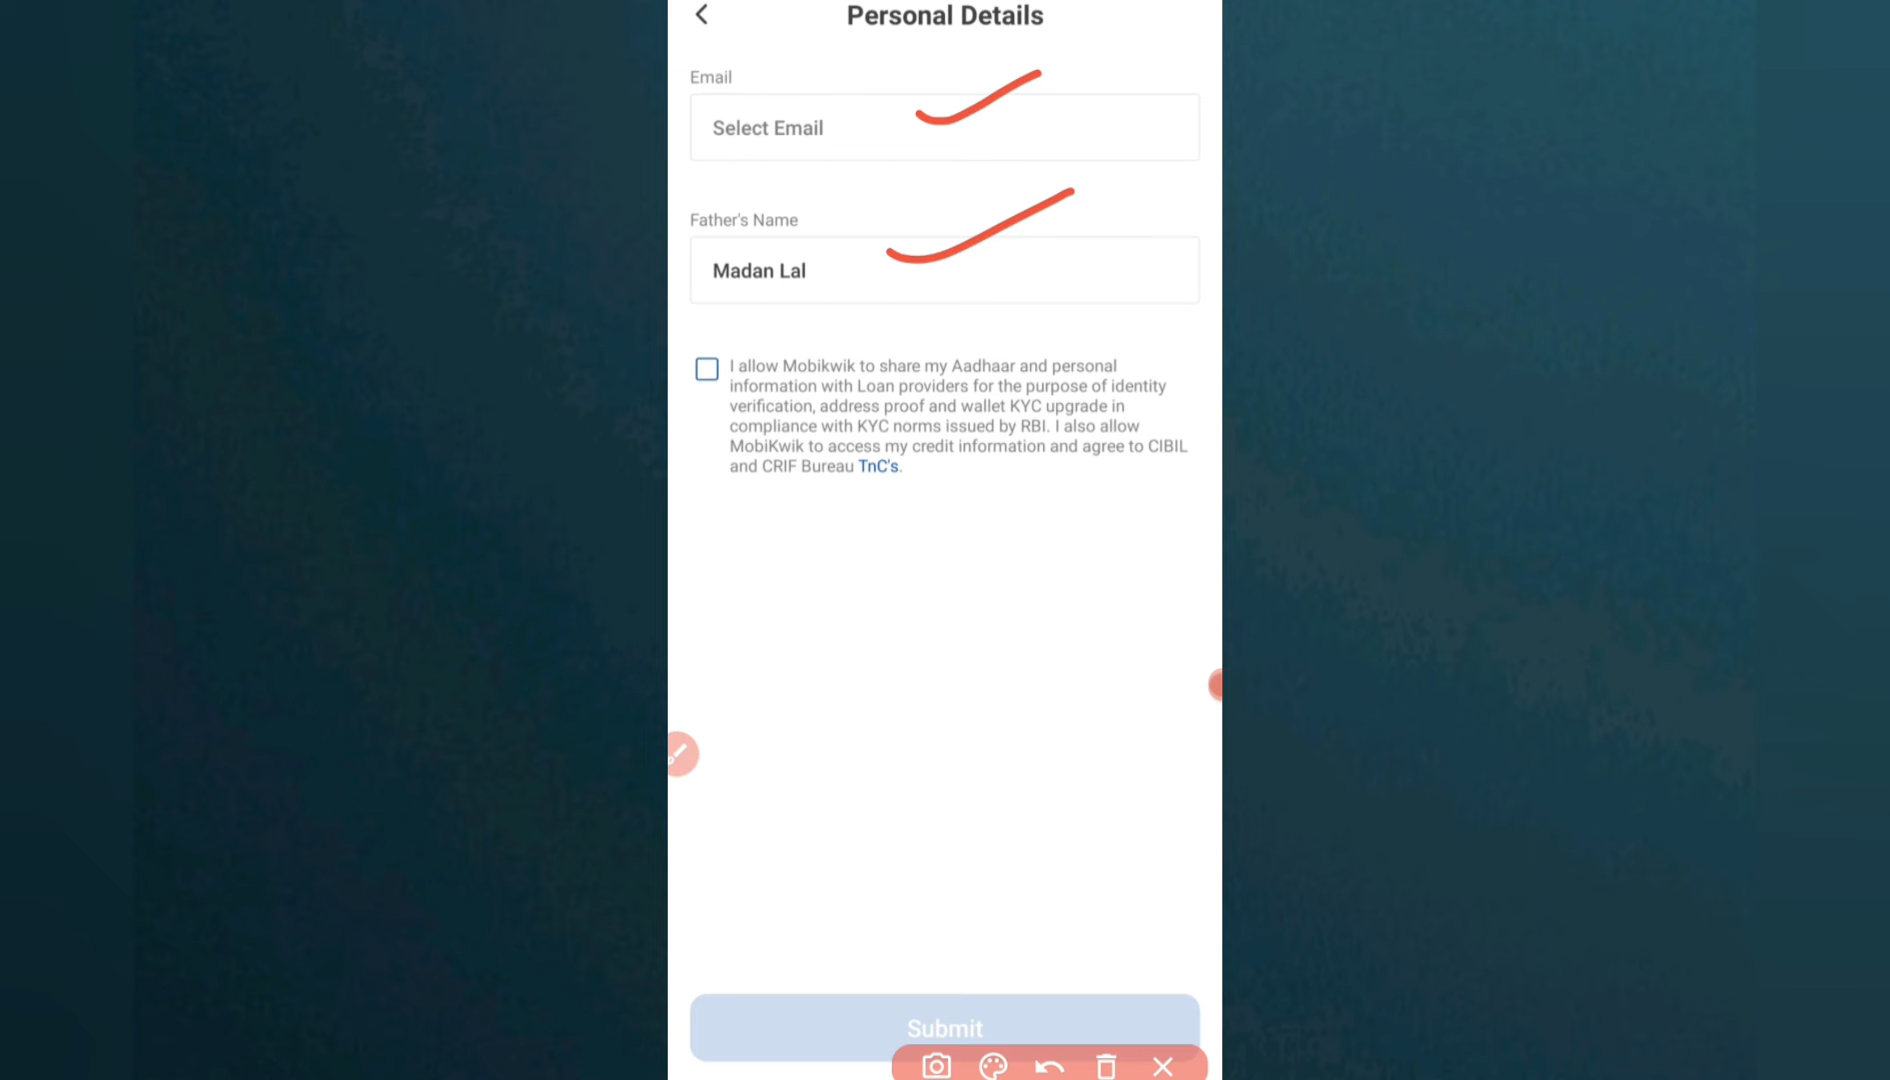 Personal Details
Email
Select Email
Father's Name
Madan Lal
I allow Mobikwik to share my Aadhaar and personal
information with Loan providers for the purpose of identity
verification, address proof and wallet KYC upgrade in
compliance with KYC norms issued by RBI. I also allow
MobiKwik to access my credit information and agree to CIBIL
and CRIF Bureau TnC's.
Submit